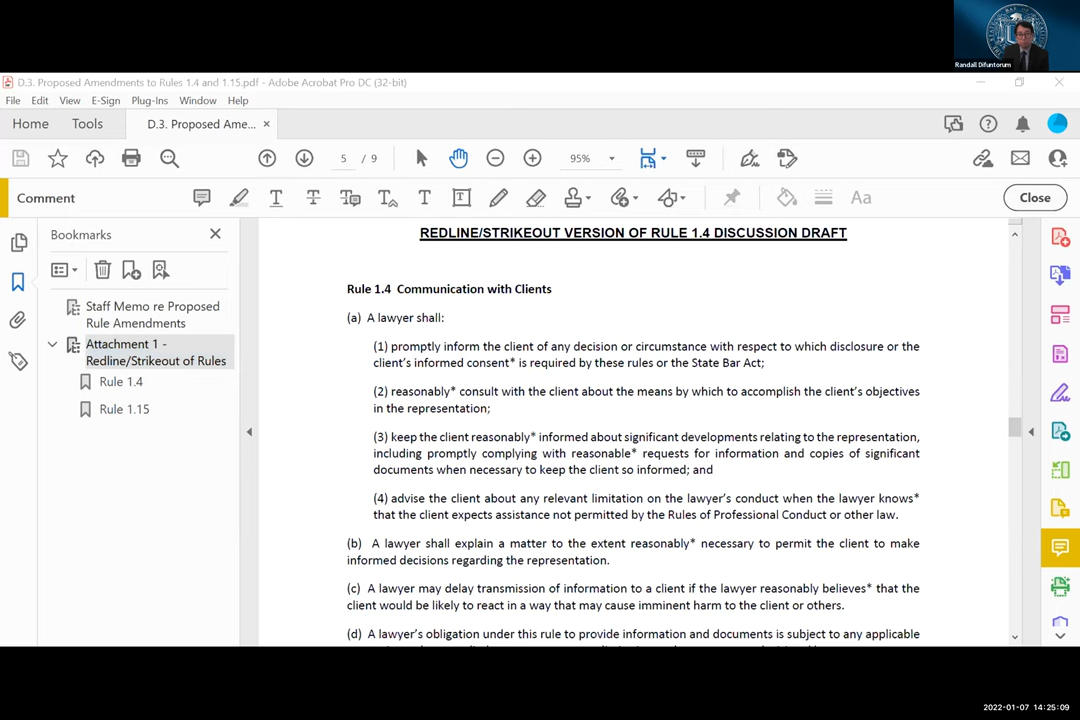 Randall Difuntorum
D.3. Proposed Amendments to Rules 1.4 and 1.15.pdf - Adobe Acrobat Pro DC (32-bit)
File Edit View E-Sign Plug-Ins Window Help
Home Tools D.3. Proposed Ame... ×
5 / 9 95%
Comment Aa Close
Bookmarks
Staff Memo re Proposed
Rule Amendments
Attachment 1 -
Redline/Strikeout of Rules
Rule 1.4
Rule 1.15
REDLINE/STRIKEOUT VERSION OF RULE 1.4 DISCUSSION DRAFT
Rule 1.4 Communication with Clients
(a) A lawyer shall:
(1) promptly inform the client of any decision or circumstance with respect to which disclosure or the
client's informed consent* is required by these rules or the State Bar Act;
(2) reasonably* consult with the client about the means by which to accomplish the client's objectives
in the representation;
(3) keep the client reasonably* informed about significant developments relating to the representation,
including promptly complying with reasonable* requests for information and copies of significant
documents when necessary to keep the client so informed; and
(4) advise the client about any relevant limitation on the lawyer's conduct when the lawyer knows*
that the client expects assistance not permitted by the Rules of Professional Conduct or other law.
(b) A lawyer shall explain a matter to the extent reasonably* necessary to permit the client to make
informed decisions regarding the representation.
(c) A lawyer may delay transmission of information to a client if the lawyer reasonably believes* that the
client would be likely to react in a way that may cause imminent harm to the client or others.
(d) A lawyer's obligation under this rule to provide information and documents is subject to any applicable
2022-01-07 14:25:09